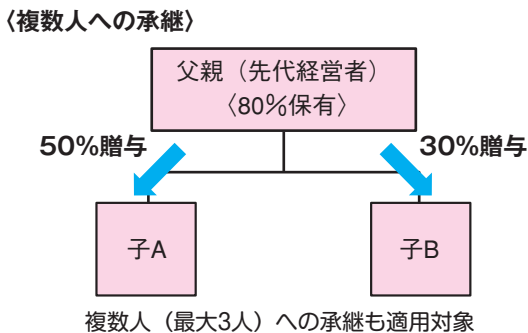 〈複数人への承継〉
父親（先代経営者）
〈80％保有〉
50％贈与
30％贈与
子A
子B
複数人（最大3人）への承継も適用対象